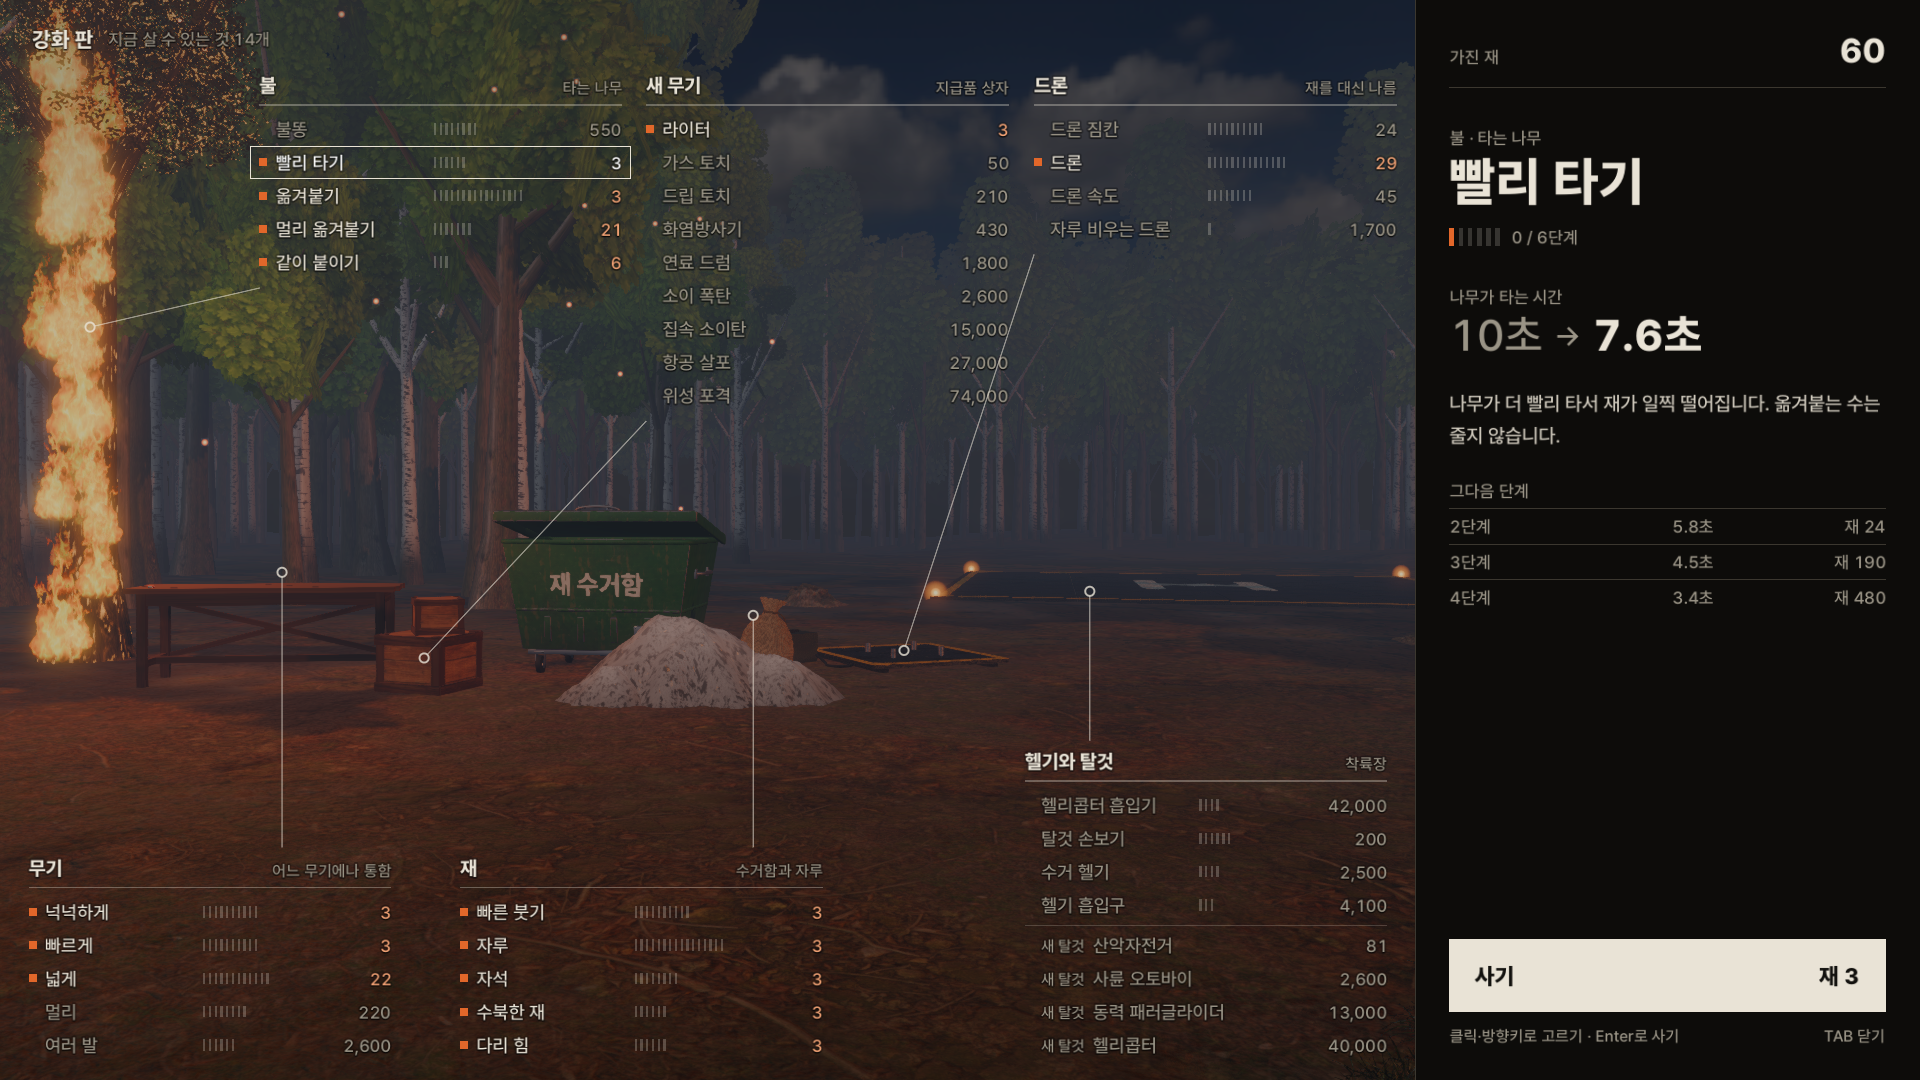 강화 판 지금 살 수 있는 것 14개
불 타는 나무
불똥 550
빨리 타기 3
옮겨붙기 3
멀리 옮겨붙기 21
같이 붙이기 6
새 무기 지급품 상자
라이터 3
가스 토치 50
드립 토치 210
화염방사기 430
연료 드럼 1,800
소이 폭탄 2,600
집속 소이탄 15,000
항공 살포 27,000
위성 포격 74,000
드론 재를 대신 나름
드론 짐칸 24
드론 29
드론 속도 45
자루 비우는 드론 1,700
재 수거함
무기 어느 무기에나 통함
넉넉하게 3
빠르게 3
넓게 22
멀리 220
여러 발 2,600
재 수거함과 자루
빠른 붓기 3
자루 3
자석 3
수북한 재 3
다리 힘 3
헬기와 탈것 착륙장
헬리콥터 흡입기 42,000
탈것 손보기 200
수거 헬기 2,500
헬기 흡입구 4,100
새 탈것 산악자전거 81
새 탈것 사륜 오토바이 2,600
새 탈것 동력 패러글라이더 13,000
새 탈것 헬리콥터 40,000
가진 재 60
불 · 타는 나무
빨리 타기
0 / 6단계
나무가 타는 시간
10초 → 7.6초
나무가 더 빨리 타서 재가 일찍 떨어집니다. 옮겨붙는 수는
줄지 않습니다.
그다음 단계
2단계 5.8초 재 24
3단계 4.5초 재 190
4단계 3.4초 재 480
사기 재 3
클릭·방향키로 고르기 · Enter로 사기 TAB 닫기